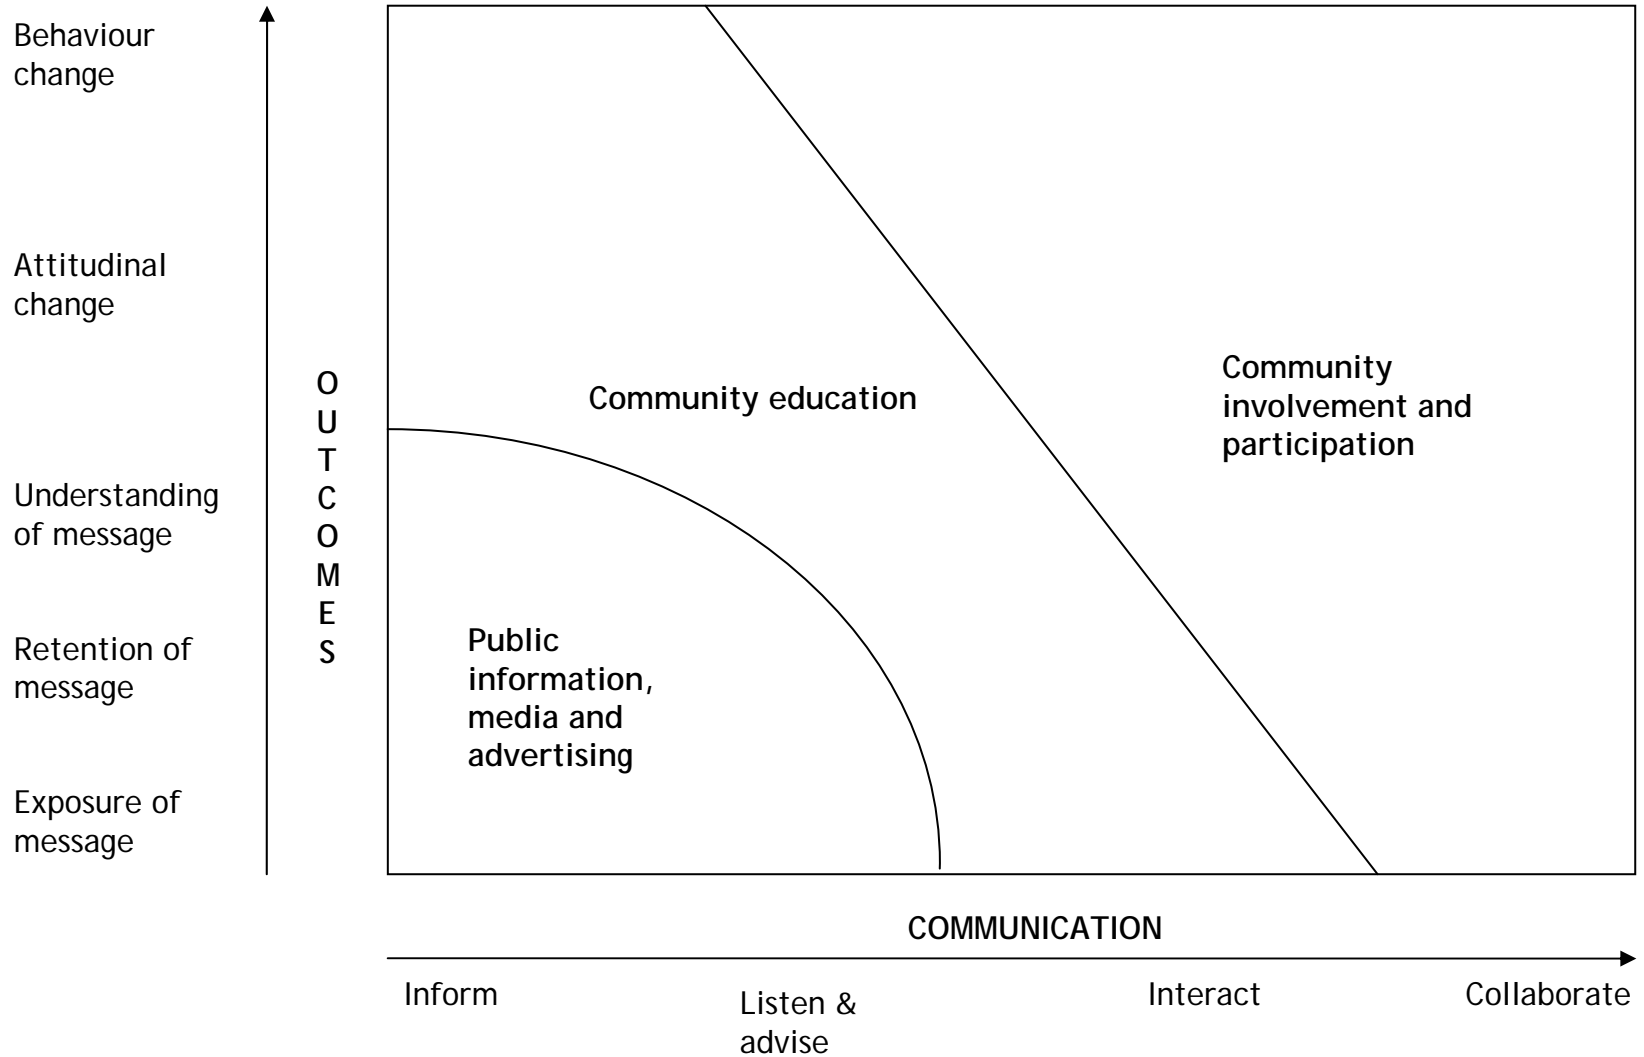 Behaviour
change
Attitudinal
change
Understanding
of message
Retention of
message
Exposure of
message
O
U
T
C
O
M
E
S
Community education
Community
involvement and
participation
Public
information,
media and
advertising
COMMUNICATION
Inform
Listen &
advise
Interact
Collaborate